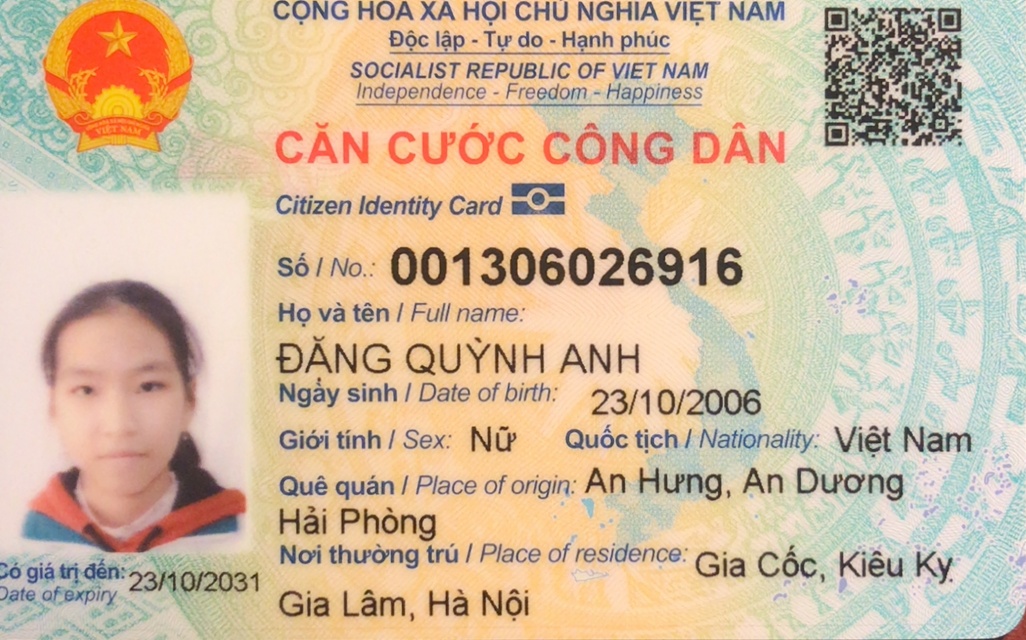 CỘNG HÒA XÃ HỘI CHỦ NGHĨA VIỆT NAM
Độc lập - Tự do - Hạnh phúc
SOCIALIST REPUBLIC OF VIET NAM
Independence - Freedom - Happiness
VIỆT NAM
CĂN CƯỚC CÔNG DÂN
Citizen Identity Card
Số / No.: 001306026916
Họ và tên / Full name:
ĐẶNG QUỲNH ANH
Ngày sinh / Date of birth: 23/10/2006
Giới tính / Sex: Nữ Quốc tịch / Nationality: Việt Nam
Quê quán / Place of origin: An Hưng, An Dương
Hải Phòng
Nơi thường trú / Place of residence: Gia Cốc, Kiêu Kỵ
Gia Lâm, Hà Nội
Có giá trị đến: 23/10/2031
Date of expiry